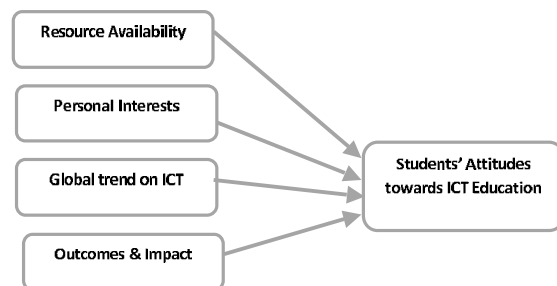 Resource Availability
Personal Interests
Global trend on ICT
Outcomes & Impact
Students’ Attitudes
towards ICT Education